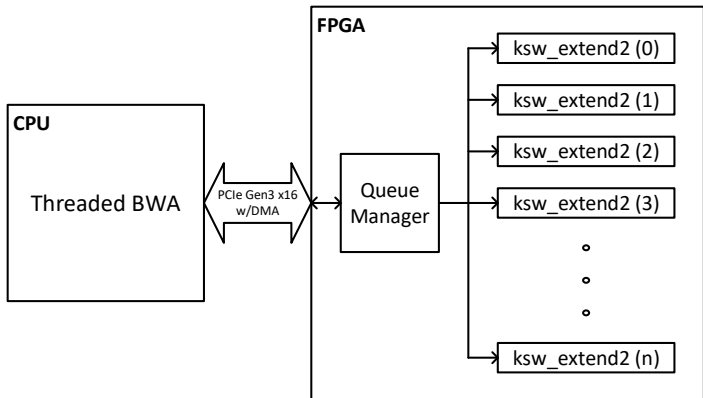 FPGA
ksw_extend2 (0)
ksw_extend2 (1)
CPU
ksw_extend2 (2)
Threaded BWA
PCIe Gen3 x16
w/DMA
Queue
Manager
ksw_extend2 (3)
ksw_extend2 (n)